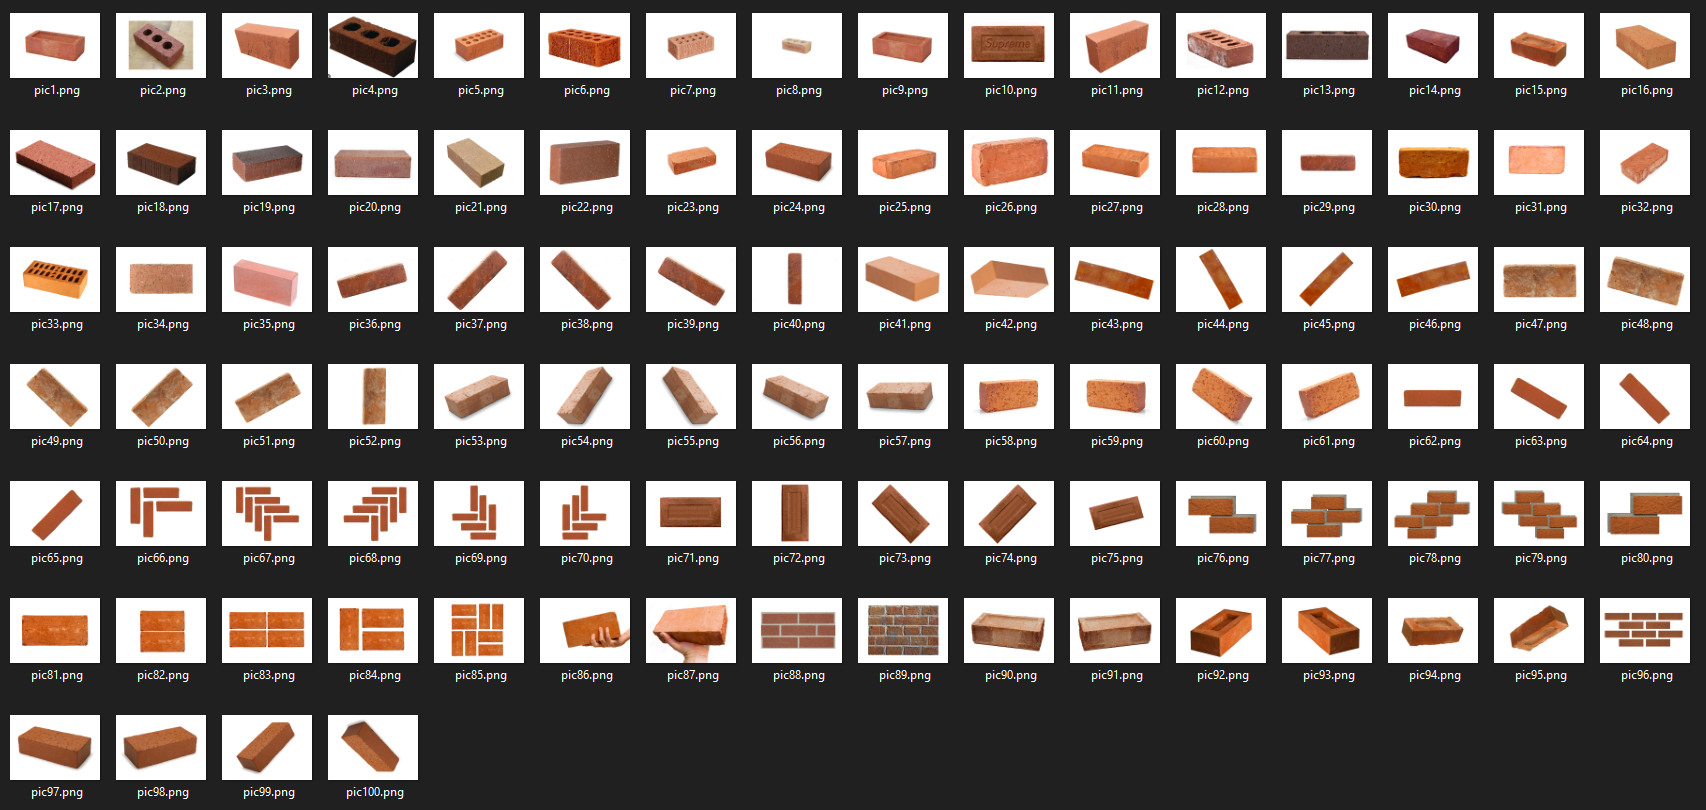 Supreme
pic1.png pic2.png pic3.png pic4.png pic5.png pic6.png pic7.png pic8.png pic9.png pic10.png pic11.png pic12.png pic13.png pic14.png pic15.png pic16.png
pic17.png pic18.png pic19.png pic20.png pic21.png pic22.png pic23.png pic24.png pic25.png pic26.png pic27.png pic28.png pic29.png pic30.png pic31.png pic32.png
pic33.png pic34.png pic35.png pic36.png pic37.png pic38.png pic39.png pic40.png pic41.png pic42.png pic43.png pic44.png pic45.png pic46.png pic47.png pic48.png
pic49.png pic50.png pic51.png pic52.png pic53.png pic54.png pic55.png pic56.png pic57.png pic58.png pic59.png pic60.png pic61.png pic62.png pic63.png pic64.png
pic65.png pic66.png pic67.png pic68.png pic69.png pic70.png pic71.png pic72.png pic73.png pic74.png pic75.png pic76.png pic77.png pic78.png pic79.png pic80.png
pic81.png pic82.png pic83.png pic84.png pic85.png pic86.png pic87.png pic88.png pic89.png pic90.png pic91.png pic92.png pic93.png pic94.png pic95.png pic96.png
pic97.png pic98.png pic99.png pic100.png